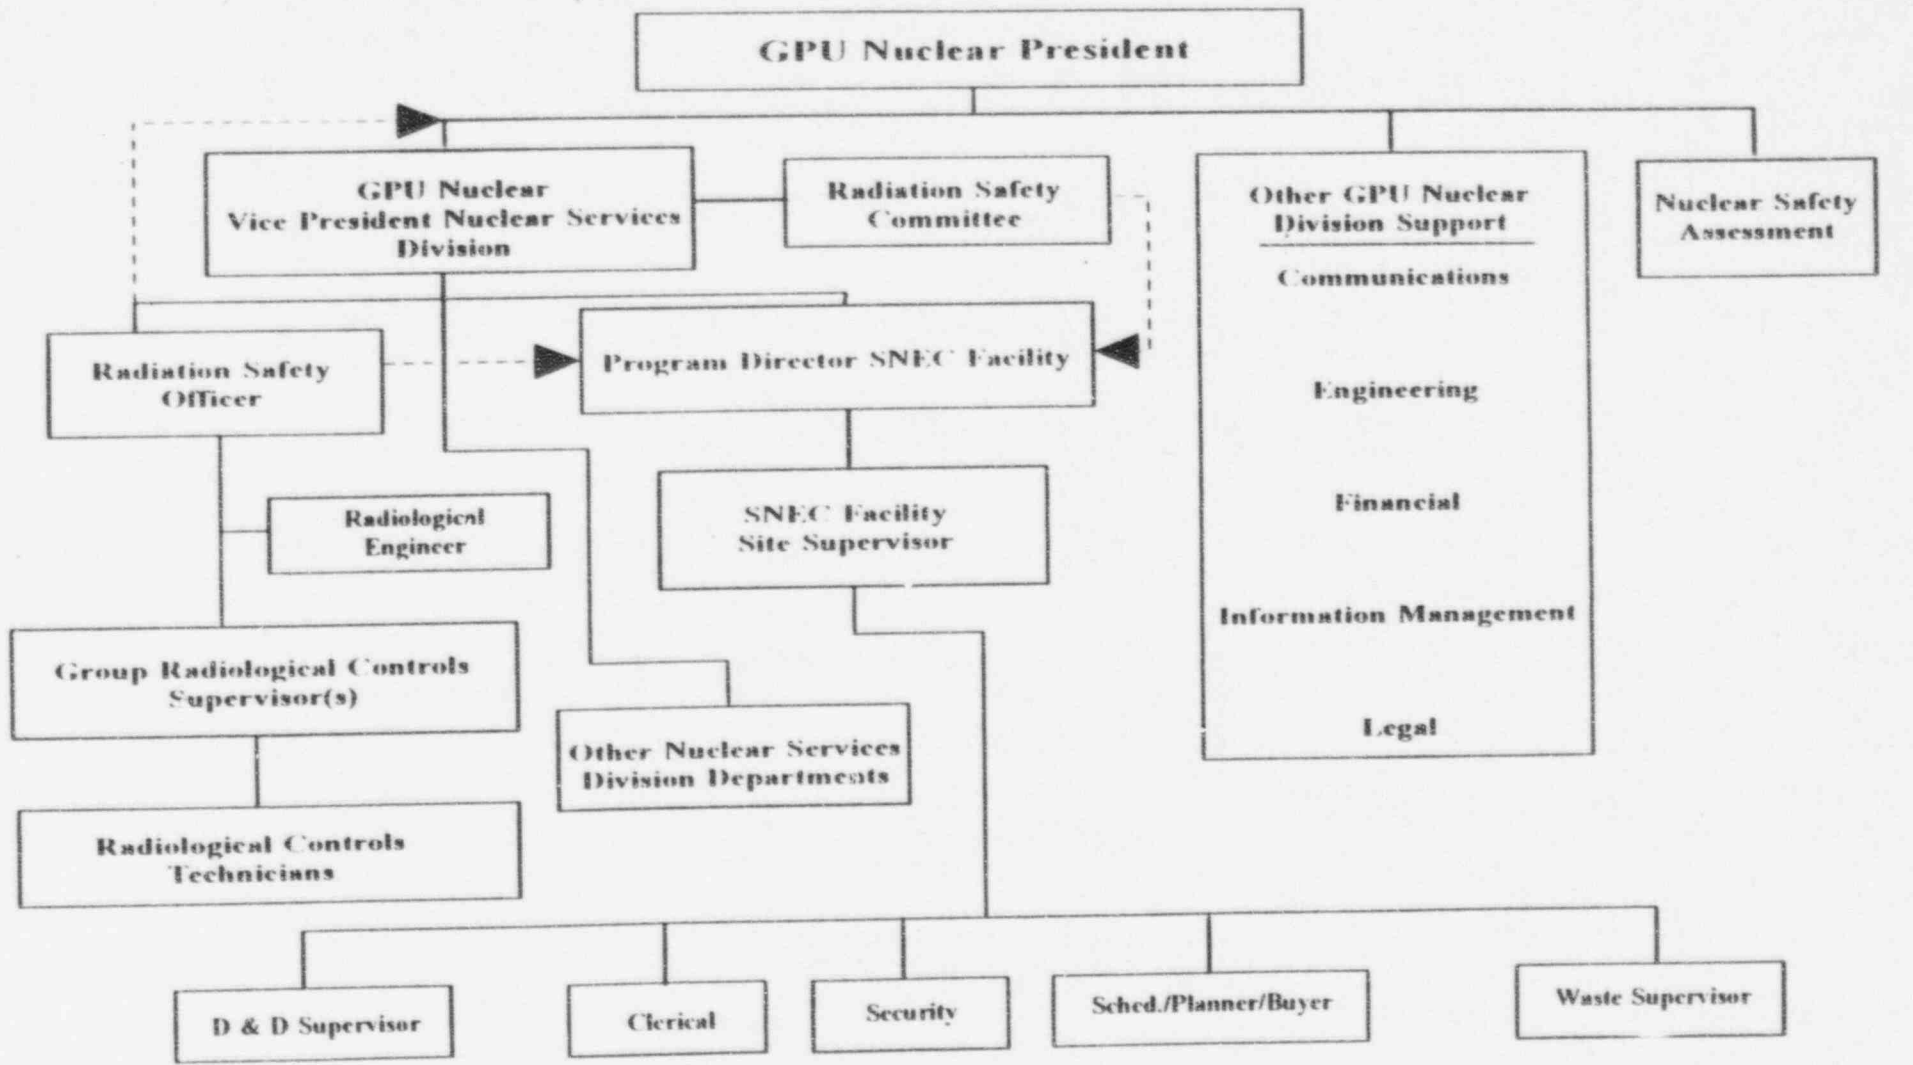 GPU Nuclear President
GPU Nuclear
Vice President Nuclear Services
Division
Radiation Safety
Committee
Other GPU Nuclear
Division Support
Communications
Engineering
Financial
Information Management
Legal
Nuclear Safety
Assessment
Radiation Safety
Officer
Program Director SNEC Facility
Radiological
Engineer
SNEC Facility
Site Supervisor
Group Radiological Controls
Supervisor(s)
Other Nuclear Services
Division Departments
Radiological Controls
Technicians
D & D Supervisor
Clerical
Security
Sched./Planner/Buyer
Waste Supervisor